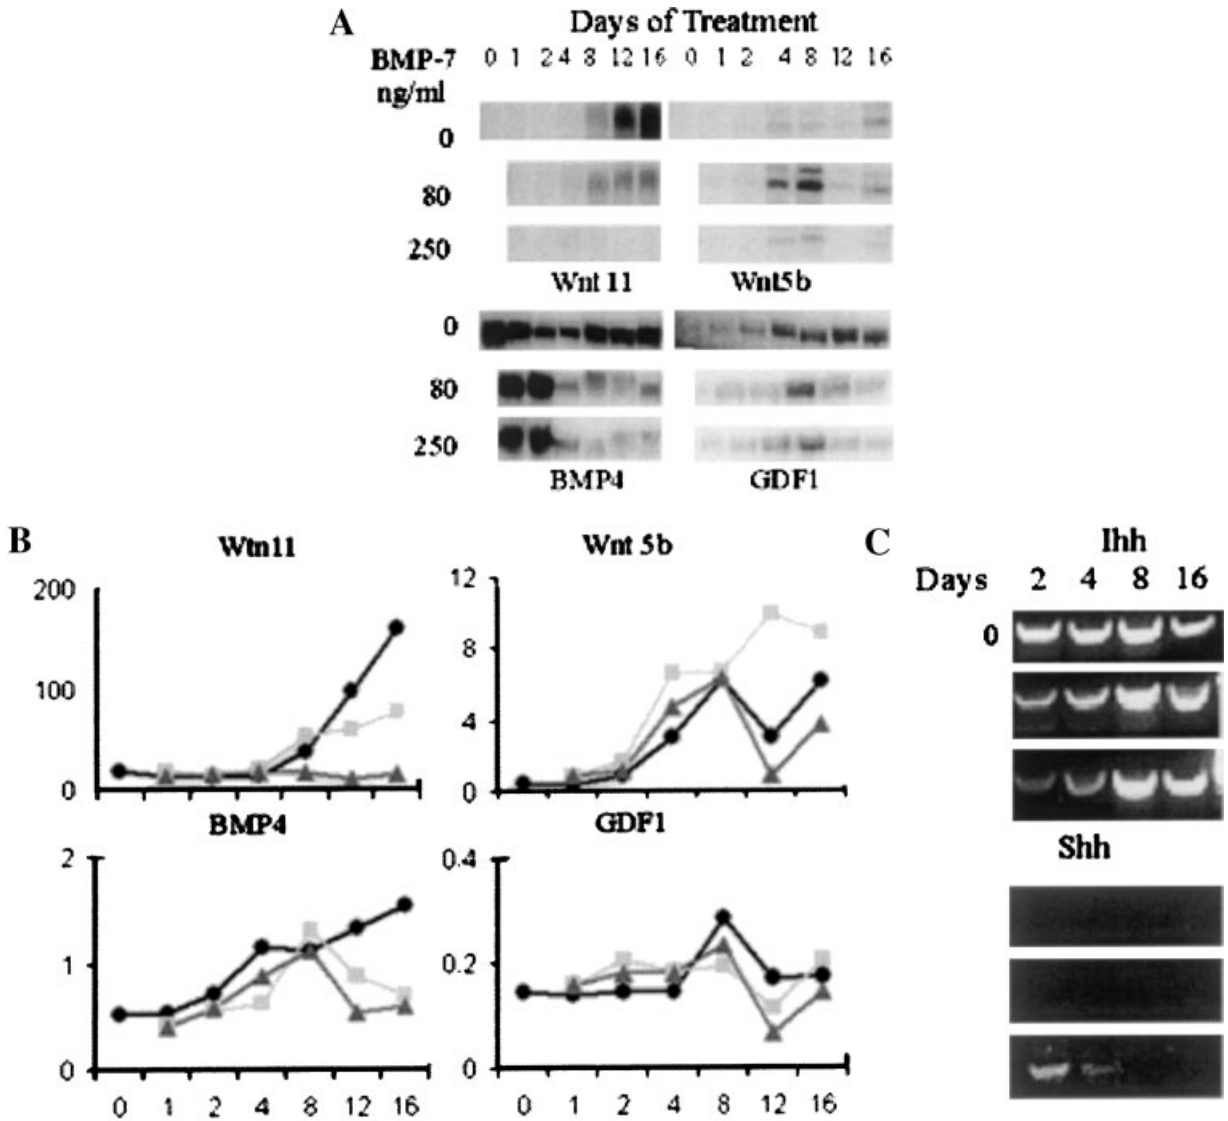 A
Days of Treatment
BMP-7 0 1 2 4 8 12 16 0 1 2 4 8 12 16
ng/ml
0
80
250
Wnt 11 Wnt5b
0
80
250
BMP4 GDF1
B
Wtn11
200
100
0
Wnt 5b
12
8
4
0
BMP4
2
1
0
0 1 2 4 8 12 16
GDF1
0.4
0.2
0
0 1 2 4 8 12 16
C
Ihh
Days 2 4 8 16
0
Shh